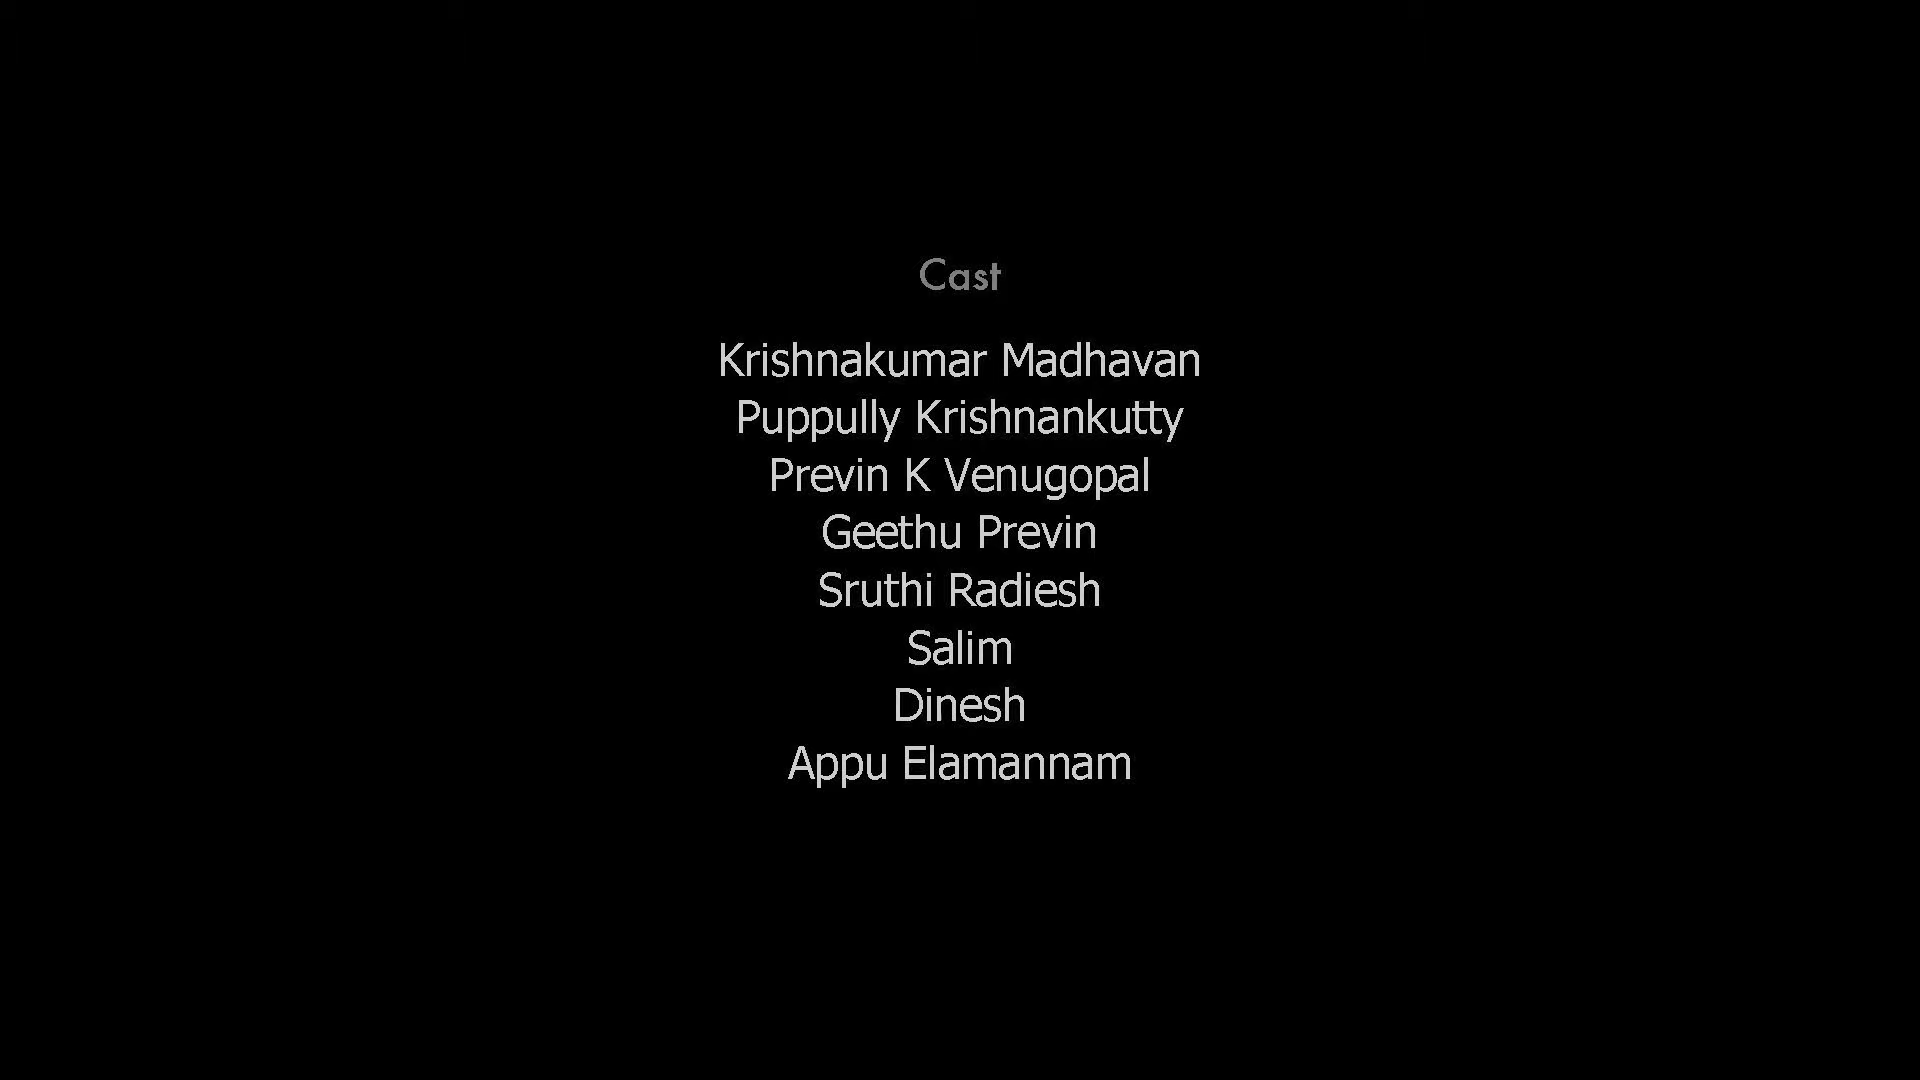 Cast
Krishnakumar Madhavan
Puppully Krishnankutty
Previn K Venugopal
Geethu Previn
Sruthi Radiesh
Salim
Dinesh
Appu Elamannam